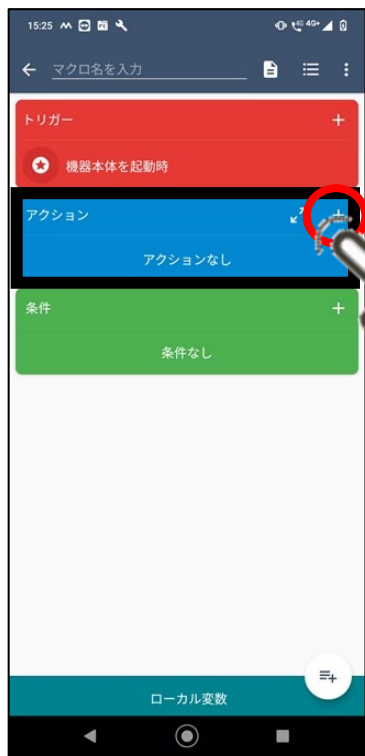 15:25 4G 4G+
マクロ名を入力
トリガー
機器本体を起動時
アクション
アクションなし
条件
条件なし
ローカル変数